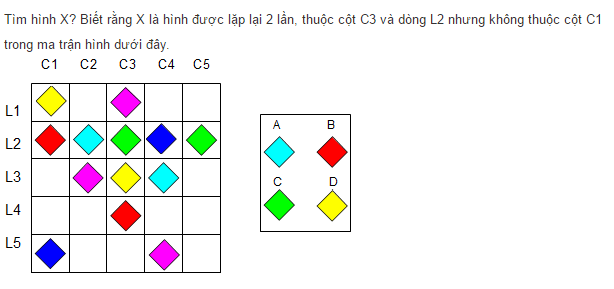 Tìm hình X? Biết rằng X là hình được lặp lại 2 lần, thuộc cột C3 và dòng L2 nhưng không thuộc cột C1
trong ma trận hình dưới đây.
C1 C2 C3 C4 C5
L1
L2
L3
L4
L5
A B
C D